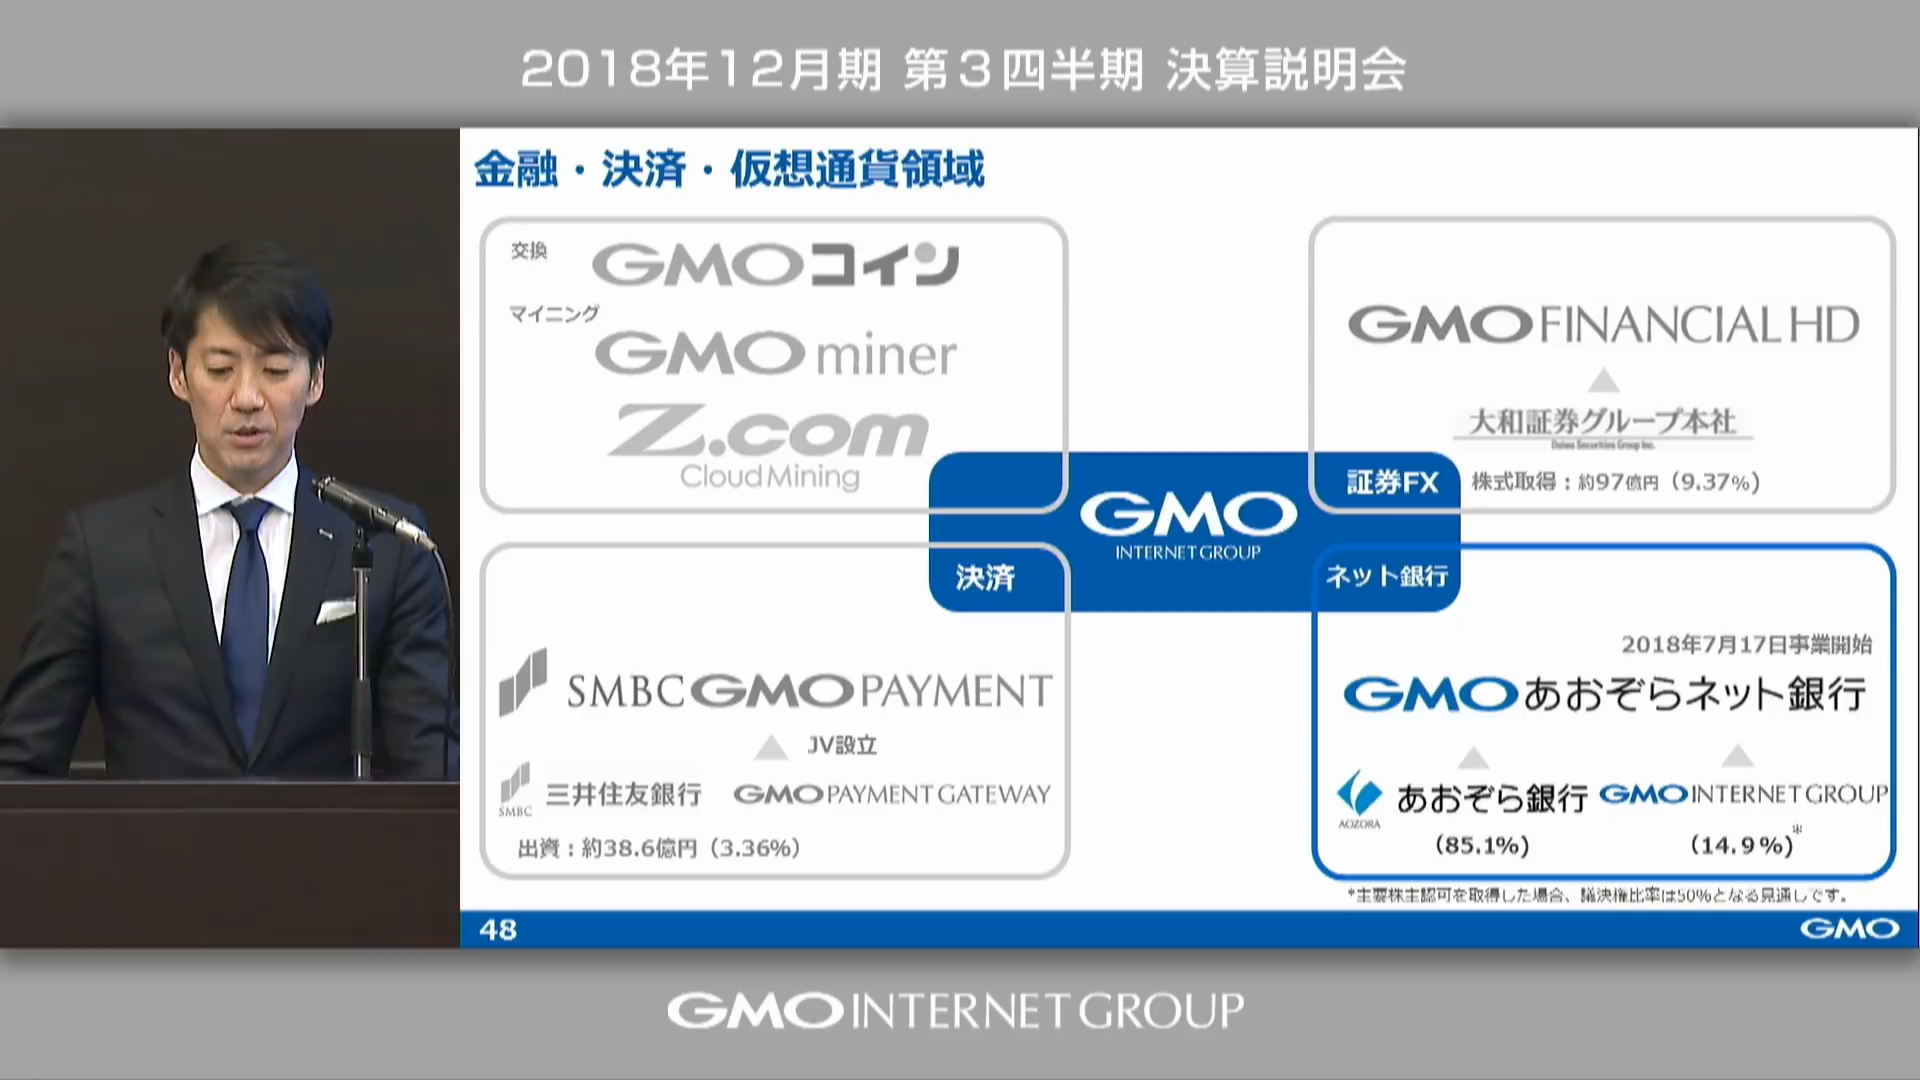 2018年12月期 第３四半期 決算説明会
金融・決済・仮想通貨領域
交換
GMOコイン
マイニング
GMO miner
Z.com
Cloud Mining
GMO FINANCIAL HD
大和証券グループ本社
Daiwa Securities Group Inc.
証券FX
株式取得：約97億円（9.37%）
GMO
INTERNET GROUP
決済
ネット銀行
SMBC GMO PAYMENT
JV設立
SMBC
三井住友銀行
GMO PAYMENT GATEWAY
出資：約38.6億円（3.36%）
2018年7月17日事業開始
GMOあおぞらネット銀行
AOZORA
あおぞら銀行
GMO INTERNET GROUP
（85.1%）
（14.9%）*
*主要株主認可を取得した場合、議決権比率は50%となる見通しです。
48
GMO
GMO INTERNET GROUP